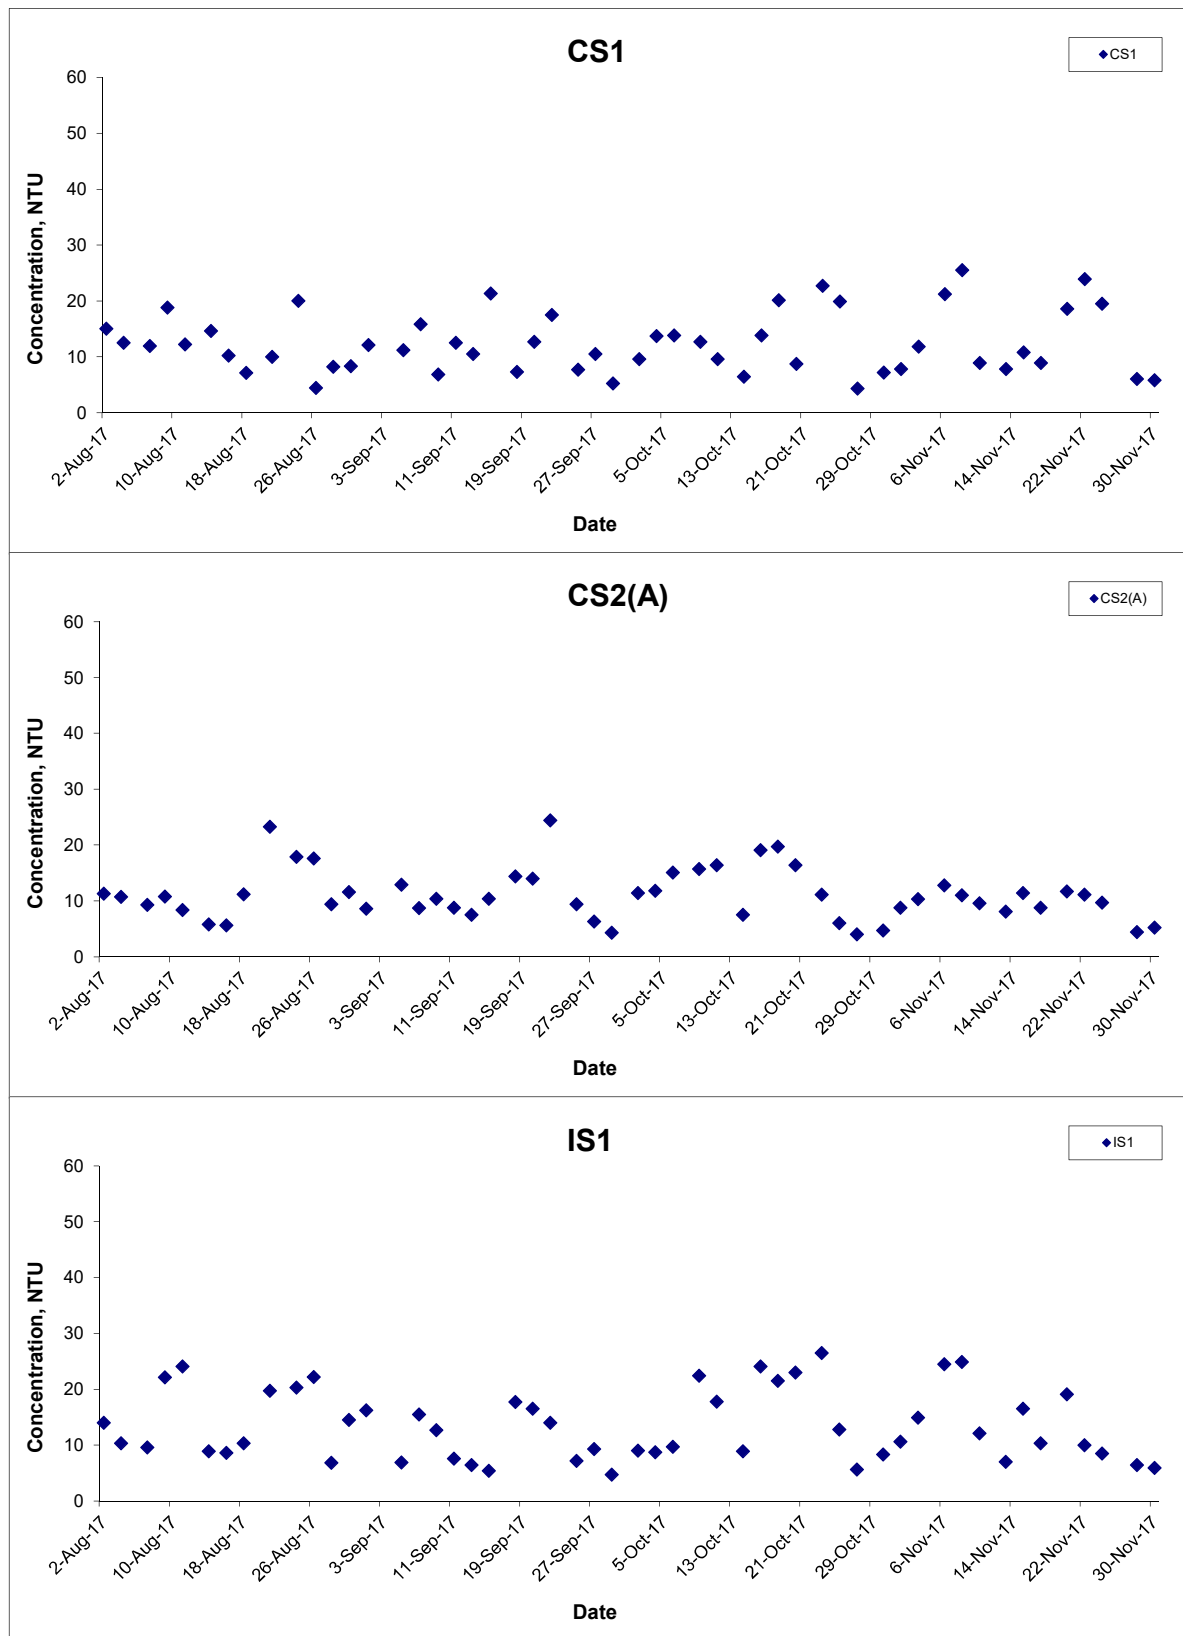 CS1
CS1
60
50
40
30
20
10
0
Concentration, NTU
2-Aug-17
10-Aug-17
18-Aug-17
26-Aug-17
3-Sep-17
11-Sep-17
19-Sep-17
27-Sep-17
5-Oct-17
13-Oct-17
21-Oct-17
29-Oct-17
6-Nov-17
14-Nov-17
22-Nov-17
30-Nov-17
Date
CS2(A)
CS2(A)
60
50
40
30
20
10
0
Concentration, NTU
2-Aug-17
10-Aug-17
18-Aug-17
26-Aug-17
3-Sep-17
11-Sep-17
19-Sep-17
27-Sep-17
5-Oct-17
13-Oct-17
21-Oct-17
29-Oct-17
6-Nov-17
14-Nov-17
22-Nov-17
30-Nov-17
Date
IS1
IS1
60
50
40
30
20
10
0
Concentration, NTU
2-Aug-17
10-Aug-17
18-Aug-17
26-Aug-17
3-Sep-17
11-Sep-17
19-Sep-17
27-Sep-17
5-Oct-17
13-Oct-17
21-Oct-17
29-Oct-17
6-Nov-17
14-Nov-17
22-Nov-17
30-Nov-17
Date